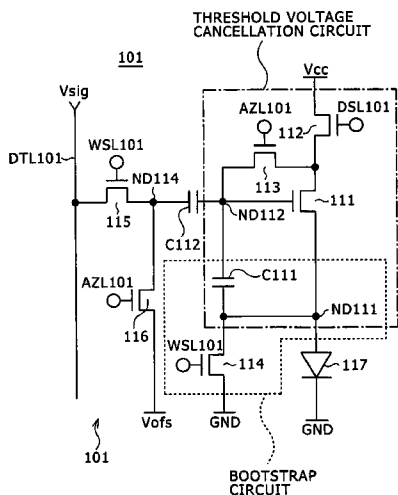 THRESHOLD VOLTAGE
CANCELLATION CIRCUIT
101
Vcc
Vsig
AZL101
DSL101
112
DTL101
WSL101
ND114
113
111
115
C112
ND112
C111
ND111
AZL101
116
WSL101
114
117
Vofs
GND
GND
101
BOOTSTRAP
CIRCUIT